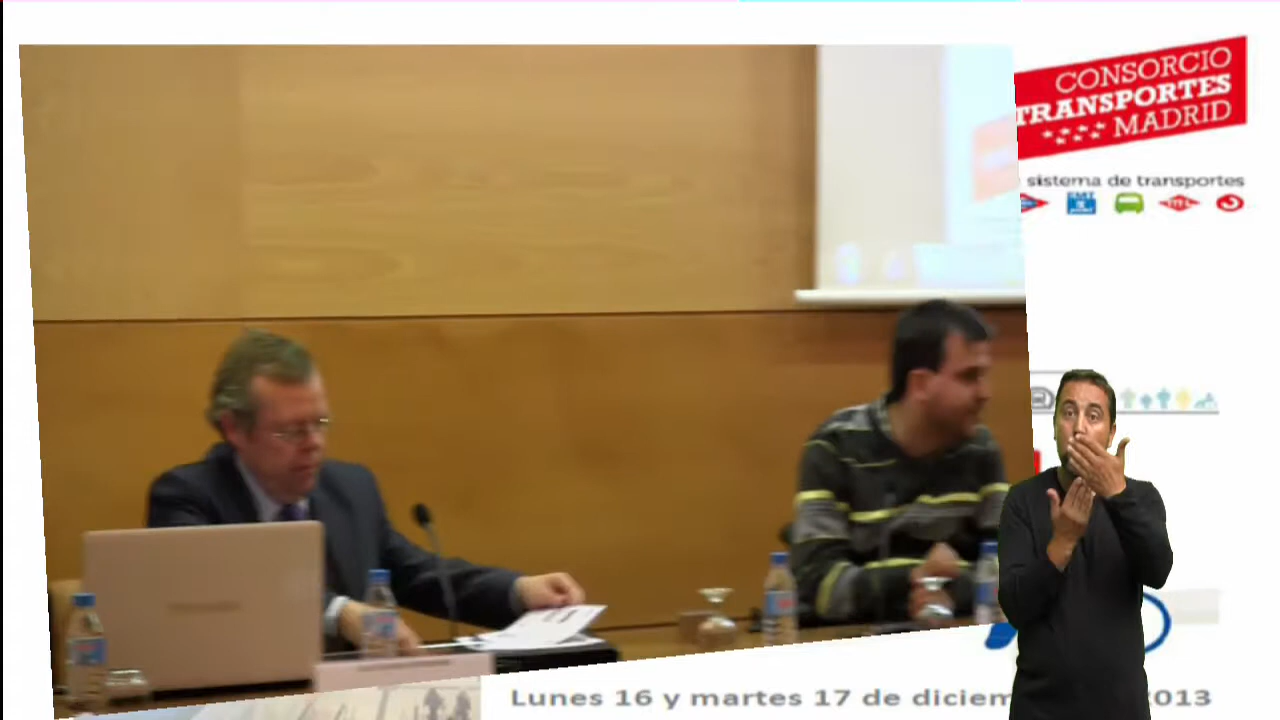 CONSORCIO
TRANSPORTES
MADRID
sistema de transportes
Lunes 16 y martes 17 de diciem 2013